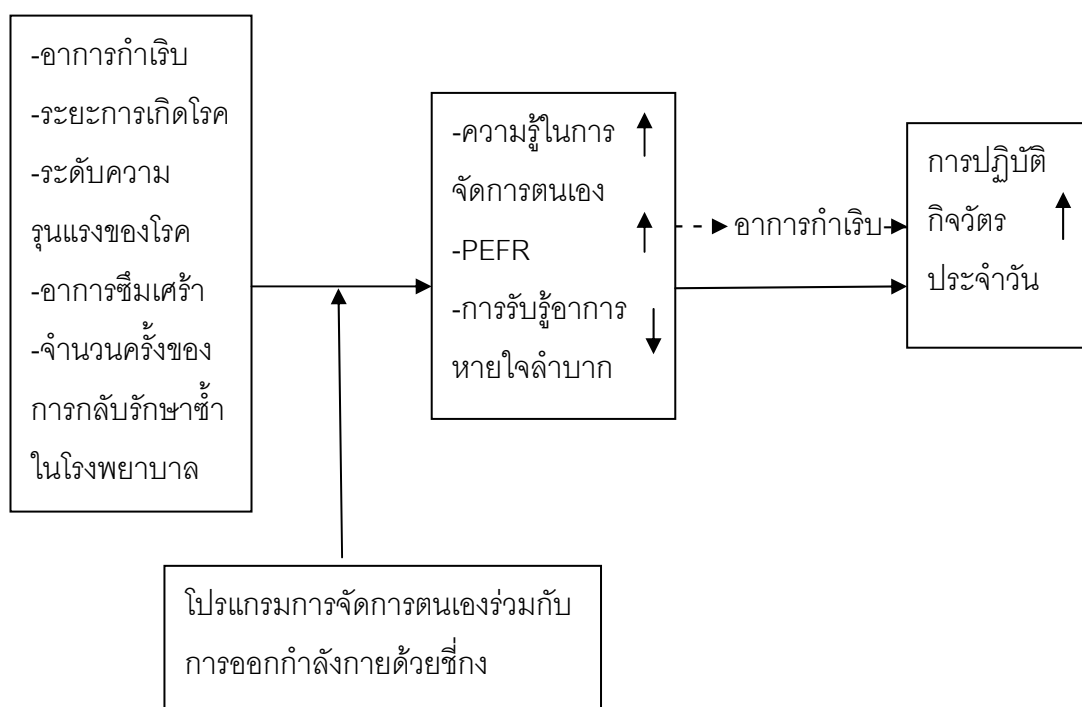 -อาการกำเริบ
-ระยะการเกิดโรค
-ระดับความ
รุนแรงของโรค
-อาการซึมเศร้า
-จำนวนครั้งของ
การกลับรักษาซ้ำ
ในโรงพยาบาล
-ความรู้ในการ
จัดการตนเอง
-PEFR
-การรับรู้อาการ
หายใจลำบาก
อาการกำเริบ
การปฏิบัติ
กิจวัตร
ประจำวัน
โปรแกรมการจัดการตนเองร่วมกับ
การออกกำลังกายด้วยชี่กง